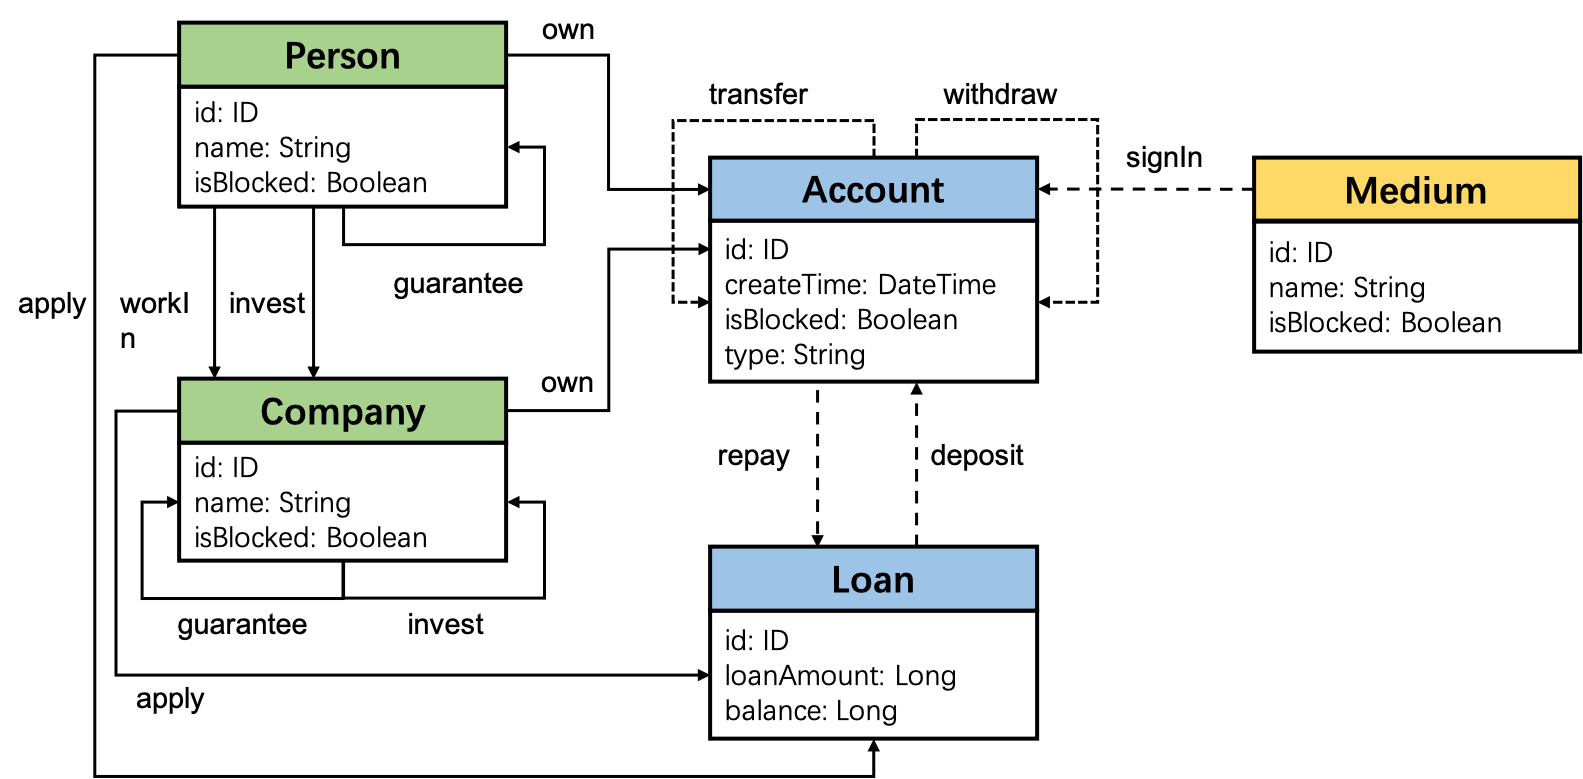 own
Person
id: ID
name: String
isBlocked: Boolean
transfer
withdraw
signIn
Account
id: ID
createTime: DateTime
isBlocked: Boolean
type: String
Medium
id: ID
name: String
isBlocked: Boolean
guarantee
apply
workI
n
invest
own
Company
id: ID
name: String
isBlocked: Boolean
repay
deposit
guarantee
invest
apply
Loan
id: ID
loanAmount: Long
balance: Long